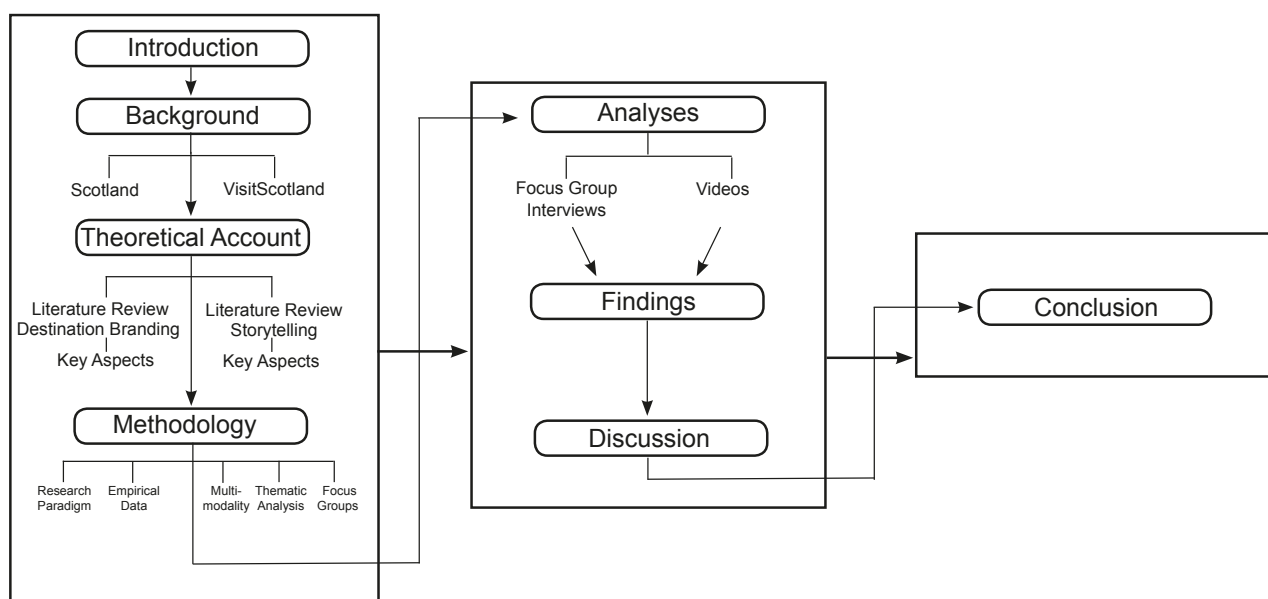 Introduction
Background
Scotland
VisitScotland
Theoretical Account
Literature Review
Destination Branding
Key Aspects
Literature Review
Storytelling
Key Aspects
Methodology
Research
Paradigm
Empirical
Data
Multi-
modality
Thematic
Analysis
Focus
Groups
Analyses
Focus Group
Interviews
Videos
Findings
Discussion
Conclusion